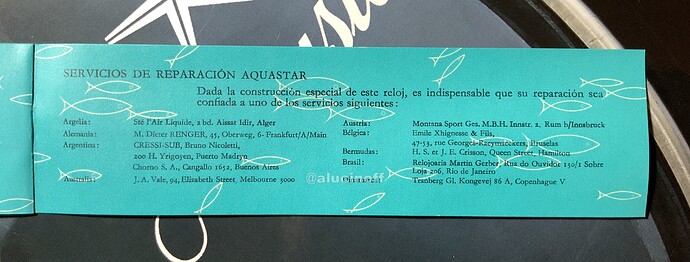 SERVICIOS DE REPARACIÓN AQUASTAR
Dada la construcción especial de este reloj, es indispensable que su reparación sea
confiada a uno de los servicios siguientes:
Argelia: Sté l'Air Liquide, 2 bd. Aissat Idir, Alger
Alemania: M. Dieter RENGER, 45, Oberweg, 6- Frankfurt/A/Main
Argentina: CRESSI-SUB, Bruno Nicoletti,
200 H. Yrigoyen, Puerto Madryn
Chorno S. A., Cangallo 1652, Buenos Aires
Australia: J. A. Vale, 94, Elizabeth Street, Melbourne 3000
Austria: Montana Sport Ges. M.B.H. Innstr. 2, Rum b/Innsbruck
Bélgica: Emile Xhignesse & Fils,
47-53, rue Georges-Raeymaekers, Bruselas
Bermudas: H. S. et J. E. Crisson, Queen Street, Hamilton
Brasil: Relojoaria Martin Gerber, Rua do Ouvidor 130/1 Sobre
Loja 206, Rio de Janeiro
Tranberg Gl. Kongevej 86 A, Copenhague V
@alucineff